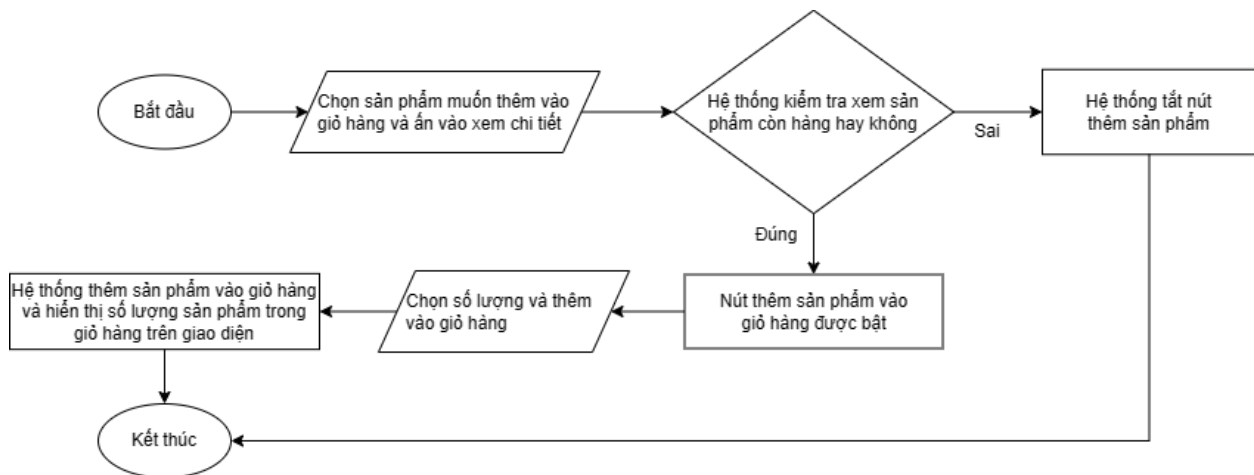 Bắt đầu
Chọn sản phẩm muốn thêm vào
giỏ hàng và ấn vào xem chi tiết
Hệ thống kiểm tra xem sản
phẩm còn hàng hay không
Sai
Hệ thống tắt nút
thêm sản phẩm
Đúng
Nút thêm sản phẩm vào
giỏ hàng được bật
Chọn số lượng và thêm
vào giỏ hàng
Hệ thống thêm sản phẩm vào giỏ hàng
và hiển thị số lượng sản phẩm trong
giỏ hàng trên giao diện
Kết thúc